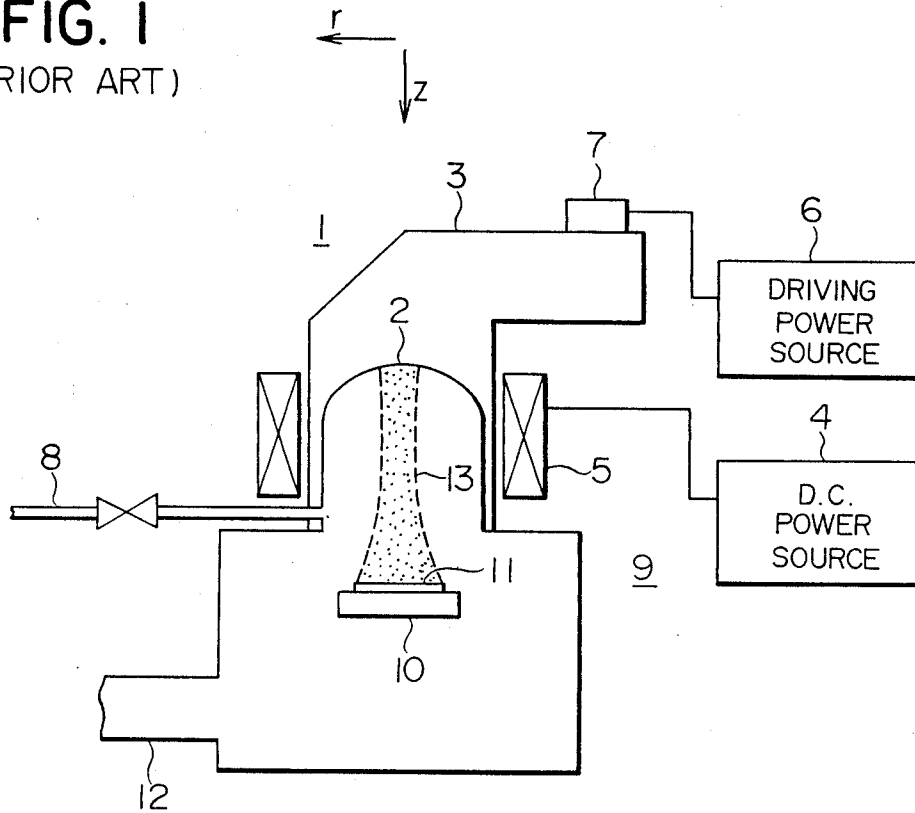 FIG. 1
RIOR ART)
r
z
7
3
1
6
DRIVING
POWER
SOURCE
2
4
8
13
5
D.C.
POWER
SOURCE
11
9
10
12